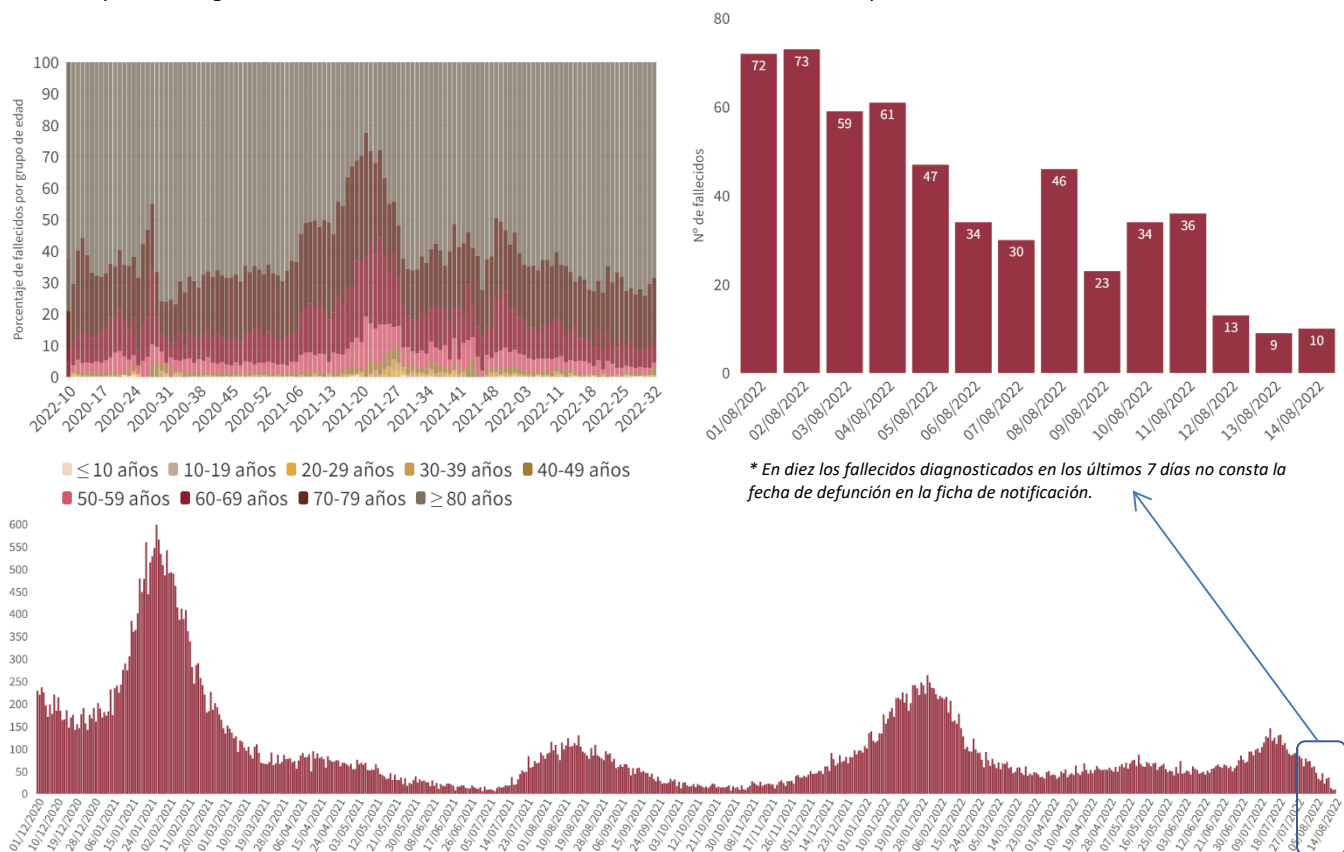 Porcentaje de fallecidos por grupo de edad
100
90
80
70
60
50
40
30
20
10
0
2022-10 2020-17 2020-24 2020-31 2020-38 2020-45 2020-52 2021-06 2021-13 2021-20 2021-27 2021-34 2021-41 2021-48 2022-03 2022-11 2022-18 2022-25 2022-32
≤ 10 años 10-19 años 20-29 años 30-39 años 40-49 años
50-59 años 60-69 años 70-79 años ≥ 80 años
Nº de fallecidos
80
60
40
20
0
72 73 59 61 47 34 30 46 23 34 36 13 9 10
01/08/2022 02/08/2022 03/08/2022 04/08/2022 05/08/2022 06/08/2022 07/08/2022 08/08/2022 09/08/2022 10/08/2022 11/08/2022 12/08/2022 13/08/2022 14/08/2022
* En diez los fallecidos diagnosticados en los últimos 7 días no consta la
fecha de defunción en la ficha de notificación.
600
550
500
450
400
350
300
250
200
150
100
50
0
01/12/2020 10/12/2020 19/12/2020 28/12/2020 06/01/2021 15/01/2021 24/01/2021 02/02/2021 11/02/2021 20/02/2021 01/03/2021 10/03/2021 19/03/2021 28/03/2021 06/04/2021 15/04/2021 24/04/2021 03/05/2021 12/05/2021 21/05/2021 30/05/2021 08/06/2021 17/06/2021 26/06/2021 05/07/2021 14/07/2021 23/07/2021 01/08/2021 10/08/2021 19/08/2021 28/08/2021 06/09/2021 15/09/2021 24/09/2021 03/10/2021 12/10/2021 21/10/2021 30/10/2021 08/11/2021 17/11/2021 26/11/2021 05/12/2021 14/12/2021 23/12/2021 01/01/2022 10/01/2022 19/01/2022 28/01/2022 06/02/2022 15/02/2022 24/02/2022 05/03/2022 14/03/2022 23/03/2022 01/04/2022 10/04/2022 19/04/2022 28/04/2022 07/05/2022 16/05/2022 25/05/2022 03/06/2022 12/06/2022 21/06/2022 30/06/2022 09/07/2022 18/07/2022 27/07/2022 05/08/2022 14/08/2022